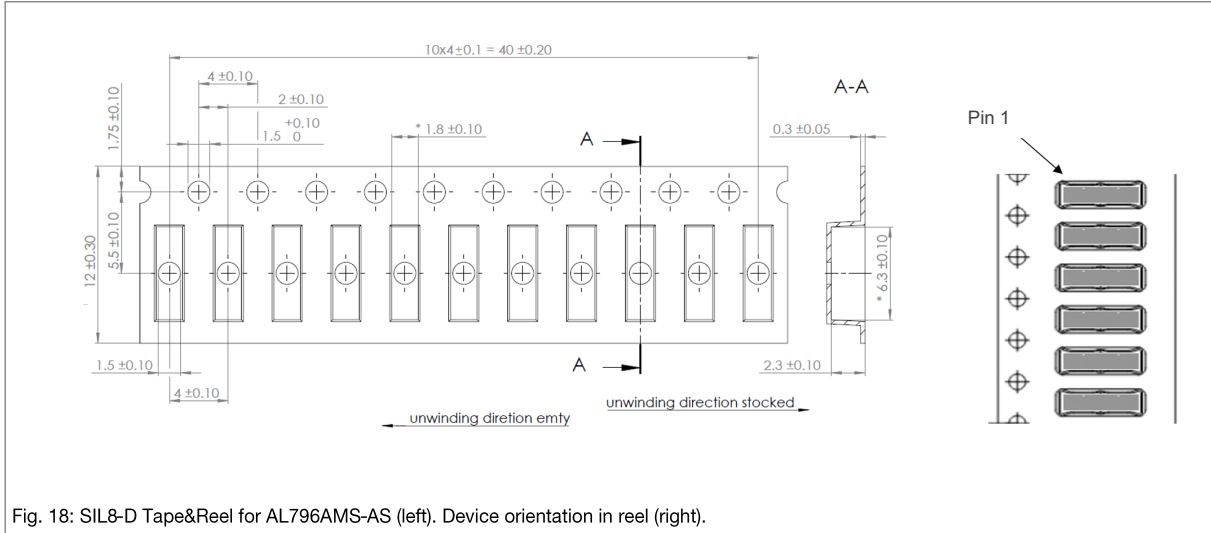 10x4±0.1 = 40 ±0.20
4 ±0.10
A-A
2 ±0.10
1.75 ±0.10
Pin 1
1.5 +0.10 0
* 1.8 ±0.10
A
0.3 ±0.05
12 ±0.30
5.5 ±0.10
* 6.3 ±0.10
1.5 ±0.10
A
2.3 ±0.10
4 ±0.10
unwinding direction stocked
unwinding diretion emty
Fig. 18: SIL8-D Tape&Reel for AL796AMS-AS (left). Device orientation in reel (right).